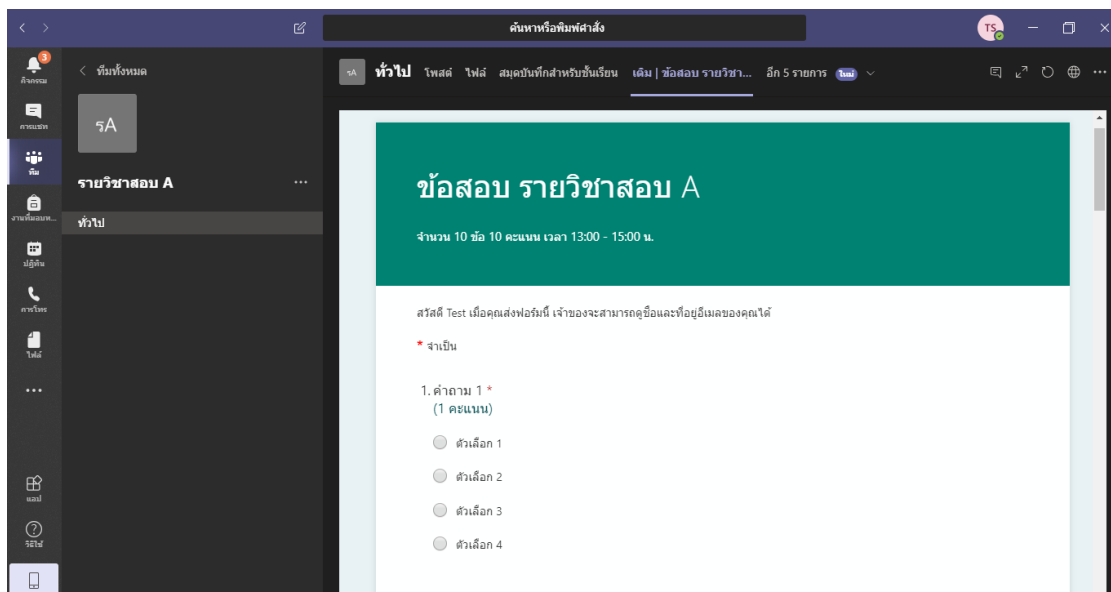 ค้นหาหรือพิมพ์คำสั่ง
TS
3
กิจกรรม
การแชท
ทีม
งานที่มอบห...
ปฏิทิน
การโทร
ไฟล์
แอป
วิธีใช้
ทีมทั้งหมด
รA
รายวิชาสอบ A
ทั่วไป
รA ทั่วไป โพสต์ ไฟล์ สมุดบันทึกสำหรับชั้นเรียน เติม | ข้อสอบ รายวิชา... อีก 5 รายการ ใหม่
ข้อสอบ รายวิชาสอบ A
จำนวน 10 ข้อ 10 คะแนน เวลา 13:00 - 15:00 น.
สวัสดี Test เมื่อคุณส่งฟอร์มนี้ เจ้าของจะสามารถดูชื่อและที่อยู่อีเมลของคุณได้
* จำเป็น
1. คำถาม 1 *
(1 คะแนน)
ตัวเลือก 1
ตัวเลือก 2
ตัวเลือก 3
ตัวเลือก 4